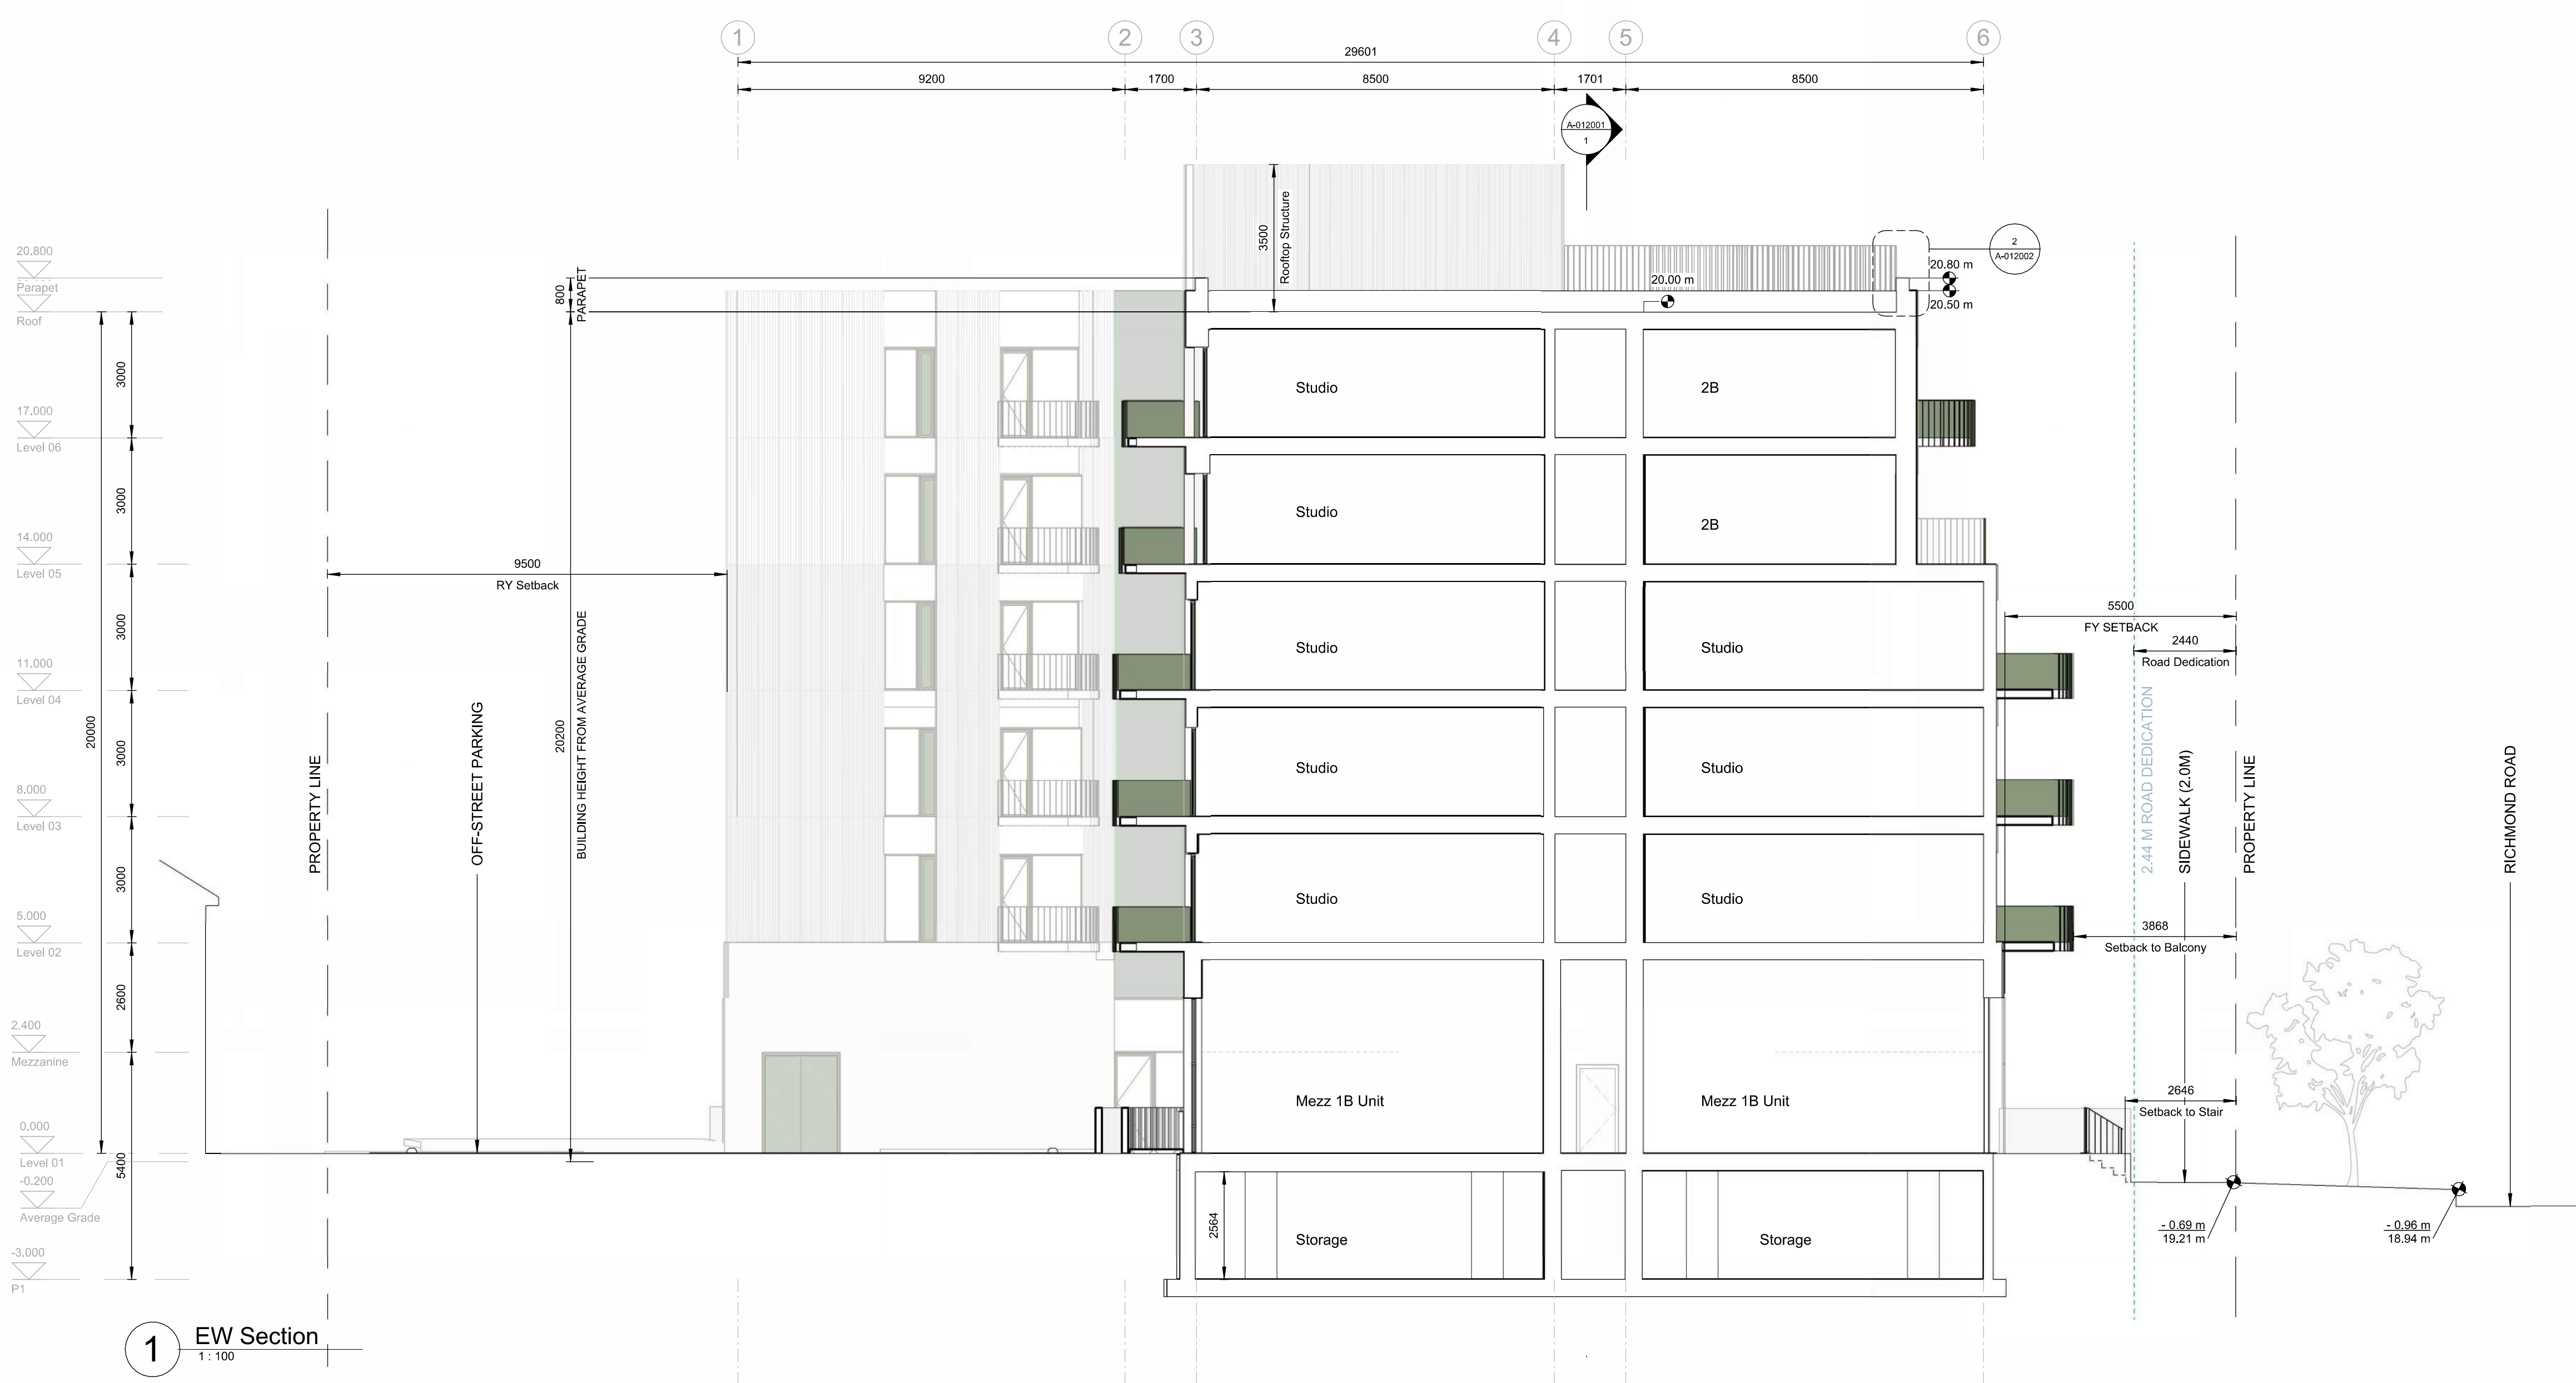 1 2 3 4 5 6
29601
9200 1700 8500 1701 8500
A-012001
1
3500
Rooftop Structure
2
A-012002
20.80 m
20.50 m
20.00 m
20.800
Parapet
Roof
800
PARAPET
3000
17.000
Level 06
3000
14.000
Level 05
3000
11.000
Level 04
3000
8.000
Level 03
3000
5.000
Level 02
2600
2.400
Mezzanine
0.000
Level 01
5400
-0.200
Average Grade
-3.000
P1
20000
PROPERTY LINE
OFF-STREET PARKING
9500
RY Setback
20200
BUILDING HEIGHT FROM AVERAGE GRADE
Studio 2B
Studio 2B
Studio Studio
Studio Studio
Studio Studio
Mezz 1B Unit Mezz 1B Unit
2564
Storage Storage
5500
FY SETBACK
2440
Road Dedication
2.44 M ROAD DEDICATION
SIDEWALK (2.0M)
PROPERTY LINE
RICHMOND ROAD
3868
Setback to Balcony
2646
Setback to Stair
- 0.69 m
19.21 m
- 0.96 m
18.94 m
1 EW Section
1 : 100